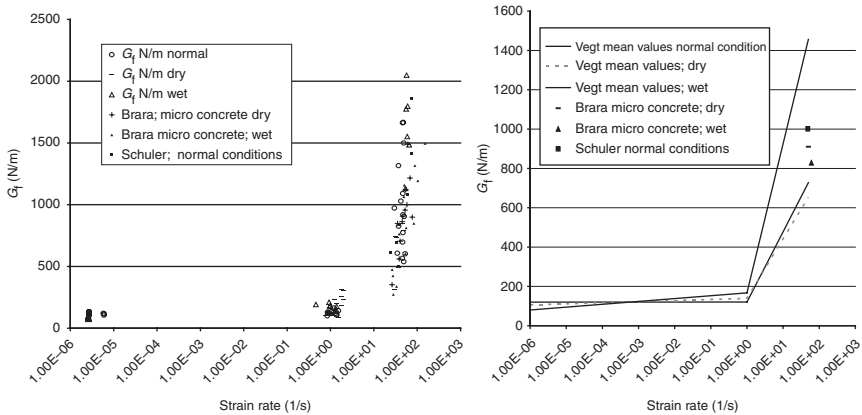 3000
2500
2000
1500
1000
500
0
G_f (N/m)
G_f N/m normal
G_f N/m dry
G_f N/m wet
Brara; micro concrete dry
Brara micro concrete; wet
Schuler; normal conditions
1.00E−06
1.00E−05
1.00E−04
1.00E−03
1.00E−02
1.00E−01
1.00E+00
1.00E+01
1.00E+02
1.00E+03
Strain rate (1/s)
1600
1400
1200
1000
800
600
400
200
0
G_f (N/m)
Vegt mean values normal condition
Vegt mean values; dry
Vegt mean values; wet
Brara micro concrete; dry
Brara micro concrete; wet
Schuler normal conditions
1.00E−06
1.00E−05
1.00E−04
1.00E−03
1.00E−02
1.00E−01
1.00E+00
1.00E+01
1.00E+02
1.00E+03
Strain rate (1/s)